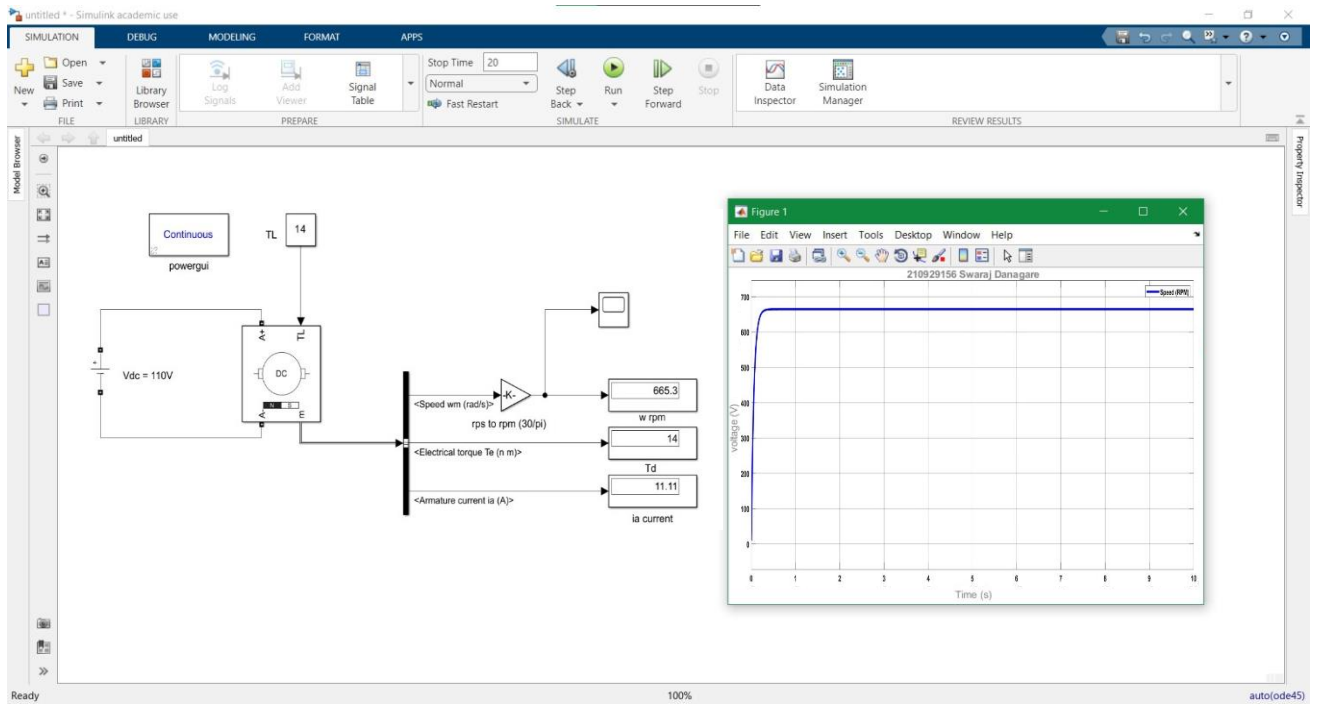 untitled * - Simulink academic use
SIMULATION DEBUG MODELING FORMAT APPS
New
Open
Save
Print
FILE
Library Browser
LIBRARY
Log Signals
Add Viewer
Signal Table
PREPARE
Stop Time 20
Normal
Fast Restart
Step Back
Run
Step Forward
Stop
SIMULATE
Data Inspector
Simulation Manager
REVIEW RESULTS
Model Browser
untitled
Property Inspector
Continuous
powergui
TL
14
A+
TL
DC
N S
A-
E
Vdc = 110V
<Speed wm (rad/s)>
-K-
rps to rpm (30/pi)
665.3
w rpm
<Electrical torque Te (n m)>
14
Td
<Armature current ia (A)>
11.11
ia current
Figure 1
File Edit View Insert Tools Desktop Window Help
210929156 Swaraj Danagare
Speed (RPM)
voltage (V)
700
600
500
400
300
200
100
0
0 1 2 3 4 5 6 7 8 9 10
Time (s)
Ready
100%
auto(ode45)